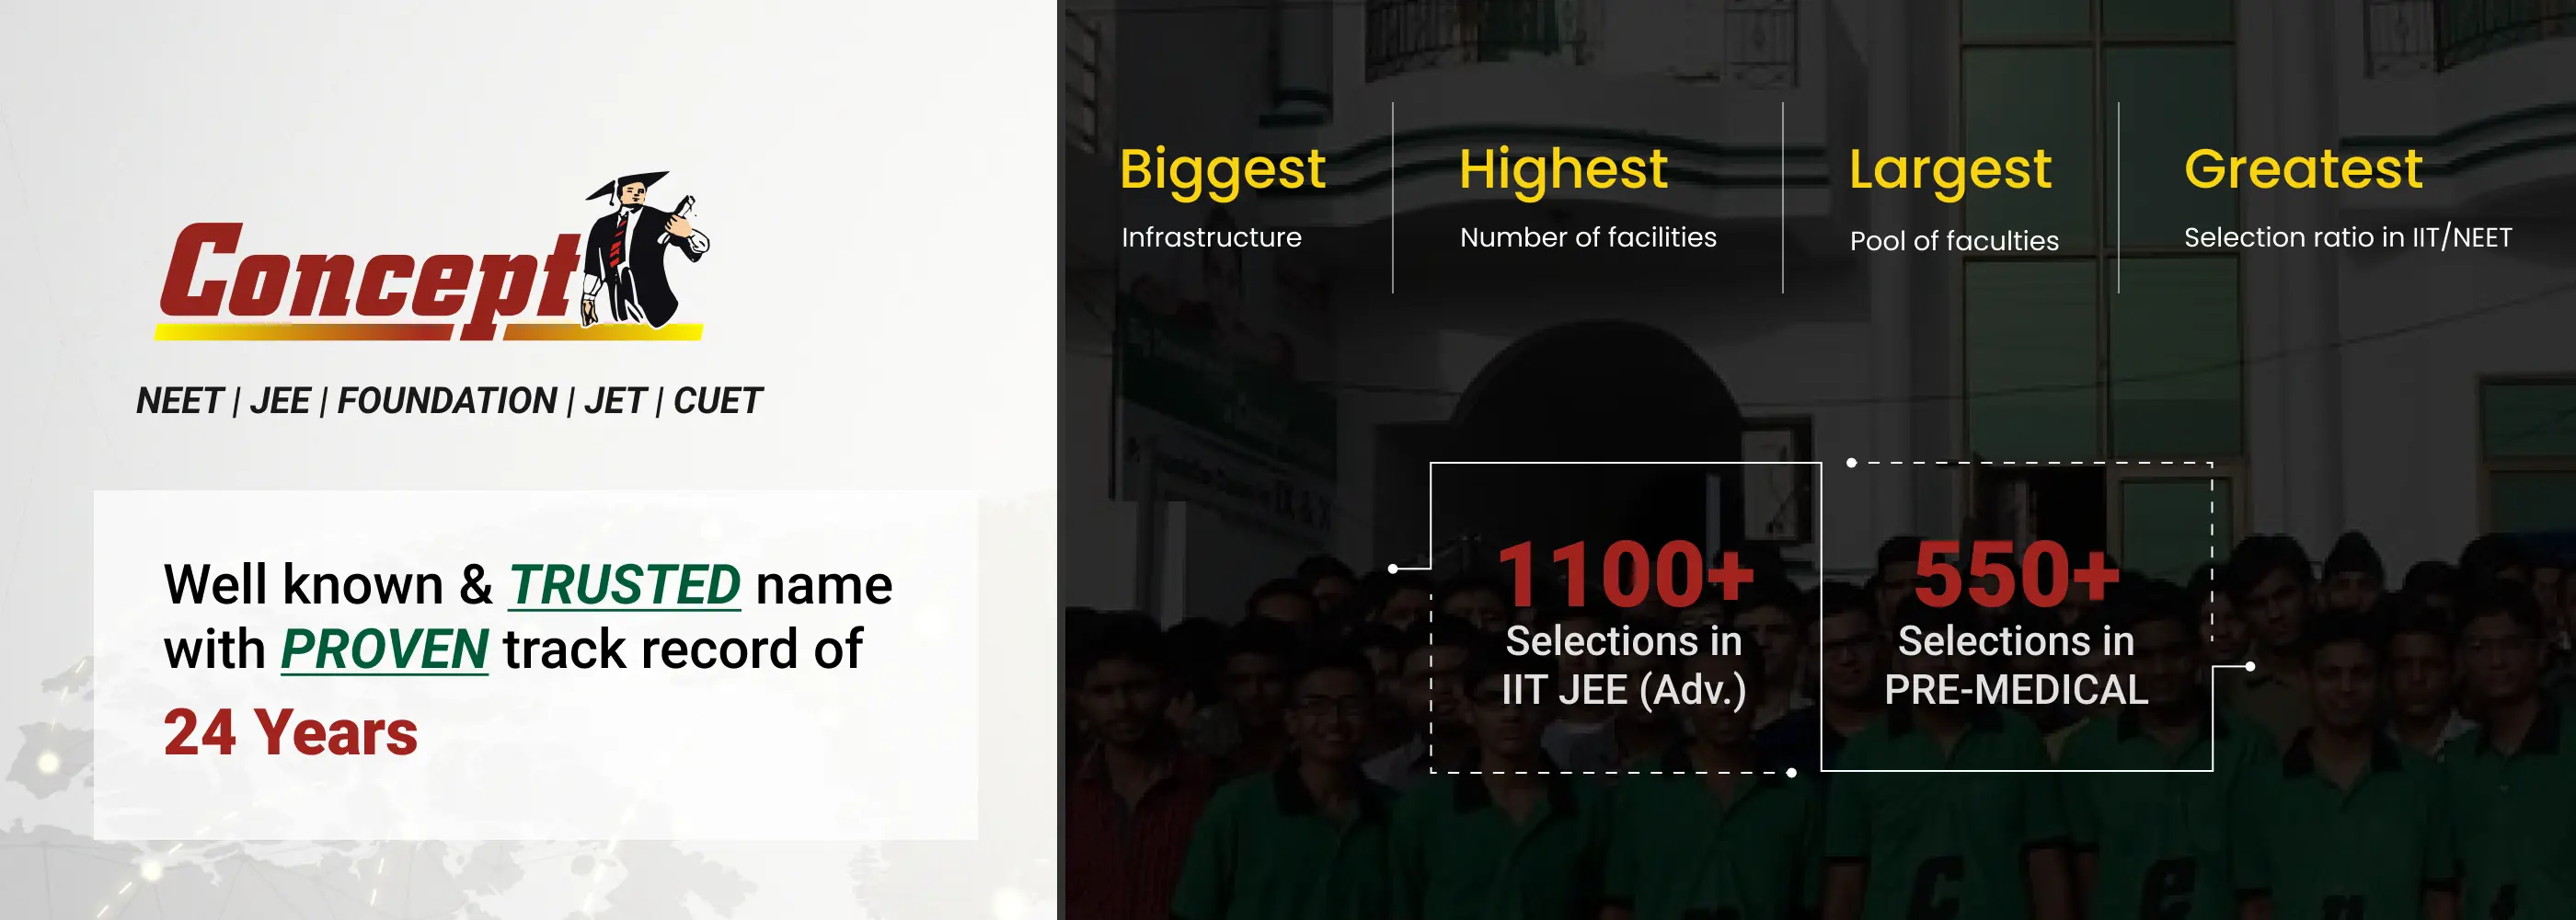 Concept
NEET | JEE | FOUNDATION | JET | CUET
Well known & TRUSTED name
with PROVEN track record of
24 Years
Biggest
Infrastructure
Highest
Number of facilities
Largest
Pool of faculties
Greatest
Selection ratio in IIT/NEET
1100+
Selections in
IIT JEE (Adv.)
550+
Selections in
PRE-MEDICAL